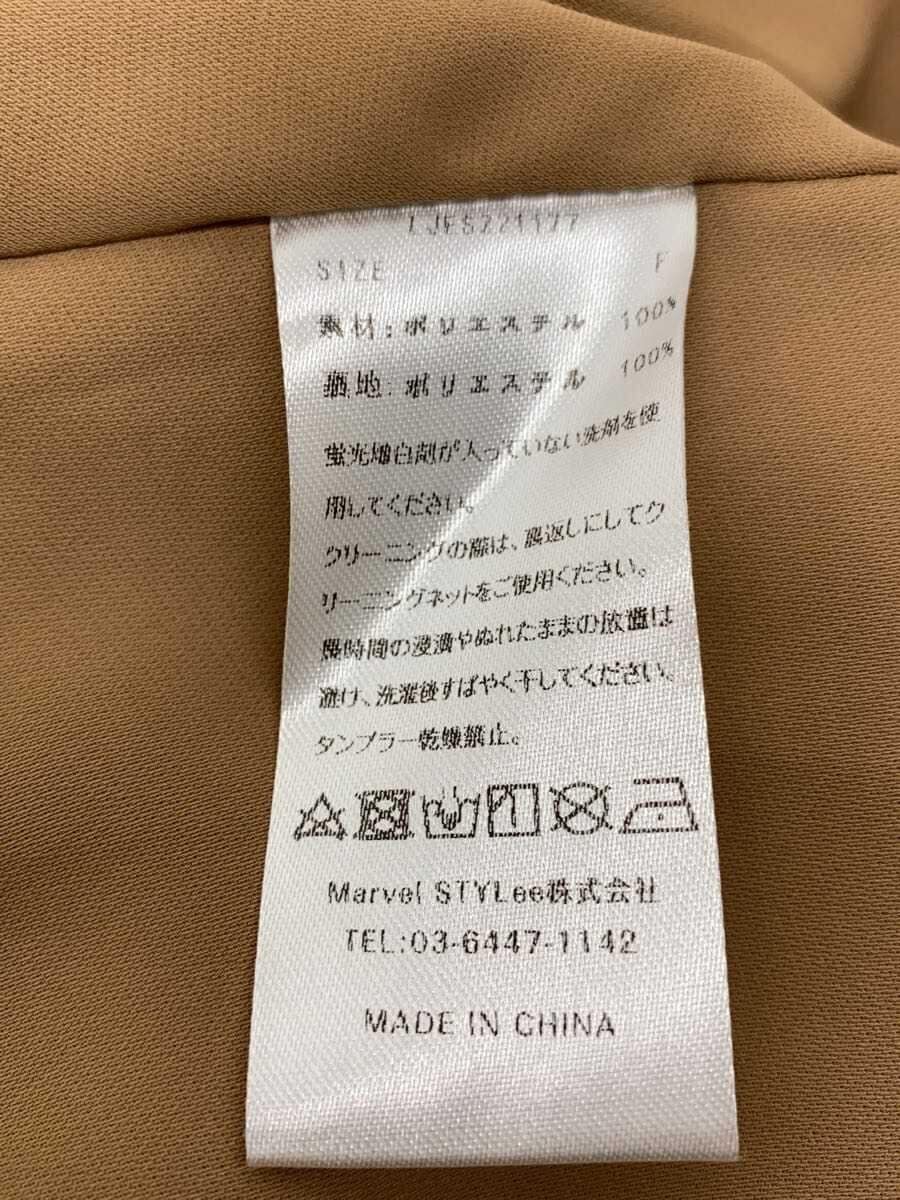 LJFS221177
SIZE F
素材:ポリエステル 100%
裏地:ポリエステル 100%
蛍光増白剤が入っていない洗剤を使
用してください。
クリーニングの際は、裏返しにしてク
リーニングネットをご使用ください。
長時間の浸漬やぬれたままの放置は
避け、洗濯後すばやく干してください。
タンブラー乾燥禁止。
Marvel STYLee株式会社
TEL:03-6447-1142
MADE IN CHINA